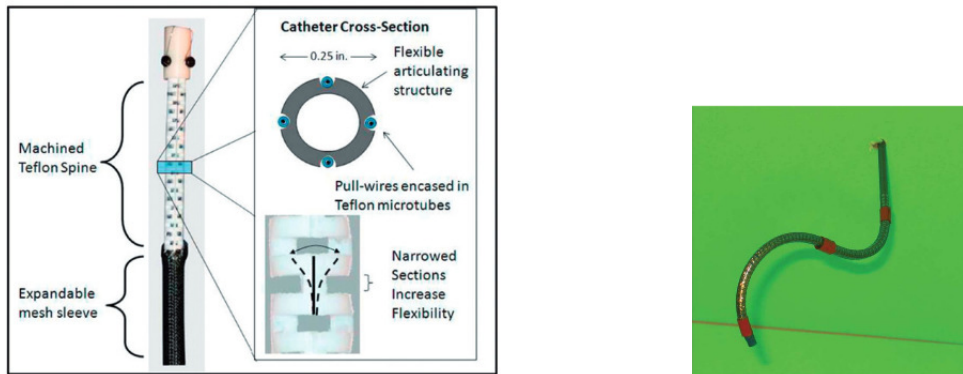 Catheter Cross-Section
0.25 in.
Flexible
articulating
structure
Machined
Teflon Spine
Pull-wires encased in
Teflon microtubes
Expandable
mesh sleeve
Narrowed
Sections
Increase
Flexibility